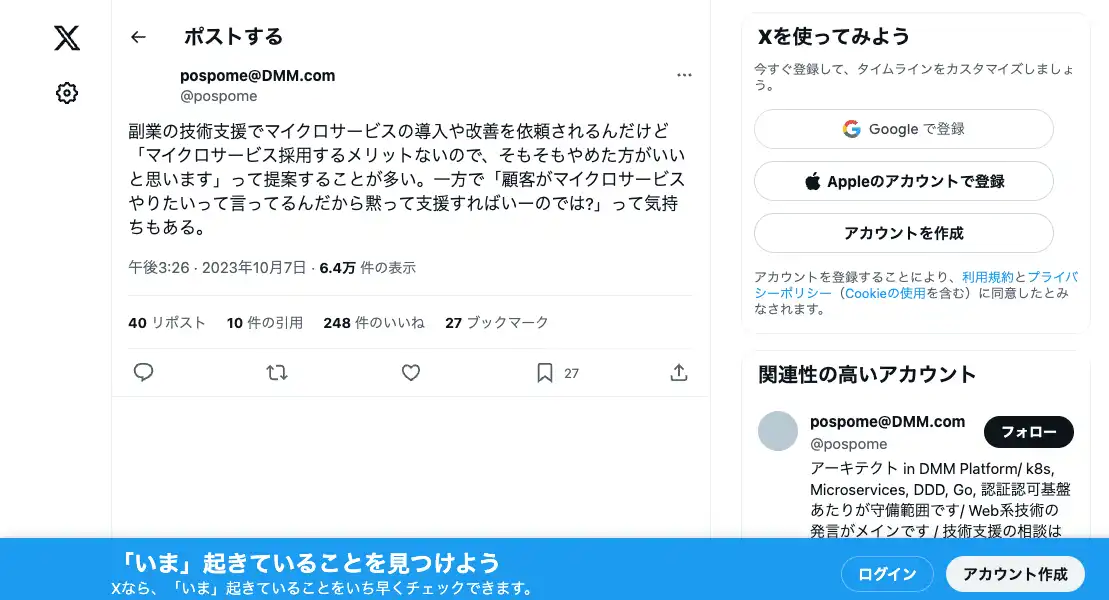 ポストする
pospome@DMM.com
@pospome
副業の技術支援でマイクロサービスの導入や改善を依頼されるんだけど
「マイクロサービス採用するメリットないので、そもそもやめた方がいい
と思います」って提案することが多い。一方で「顧客がマイクロサービス
やりたいって言ってるんだから黙って支援すればいーのでは?」って気持
ちもある。
午後3:26 · 2023年10月7日 · 6.4万 件の表示
40 リポスト 10 件の引用 248 件のいいね 27 ブックマーク
27
Xを使ってみよう
今すぐ登録して、タイムラインをカスタマイズしましょ
う。
Google で登録
Appleのアカウントで登録
アカウントを作成
アカウントを登録することにより、利用規約とプライバ
シーポリシー（Cookieの使用を含む）に同意したとみ
なされます。
関連性の高いアカウント
pospome@DMM.com
フォロー
@pospome
アーキテクト in DMM Platform/ k8s,
Microservices, DDD, Go, 認証認可基盤
あたりが守備範囲です/ Web系技術の
発言がメインです / 技術支援の相談は
「いま」起きていることを見つけよう
Xなら、「いま」起きていることをいち早くチェックできます。
ログイン
アカウント作成